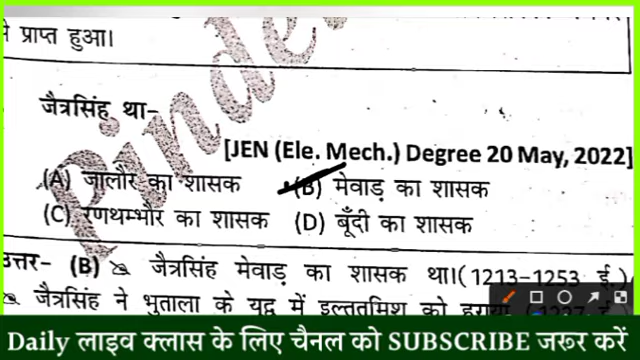 में प्राप्त हुआ।
जैत्रसिंह था-
[JEN (Ele. Mech.) Degree 20 May, 2022]
(A) जालौर का शासक (B) मेवाड़ का शासक
(C) रणथम्भौर का शासक (D) बूँदी का शासक
उत्तर- (B) जैत्रसिंह मेवाड़ का शासक था।(1213-1253 ई.)
जैत्रसिंह ने भुताला के युद्ध में इल्तुतमिश को हराया
Daily लाइव क्लास के लिए चैनल को SUBSCRIBE जरूर करें